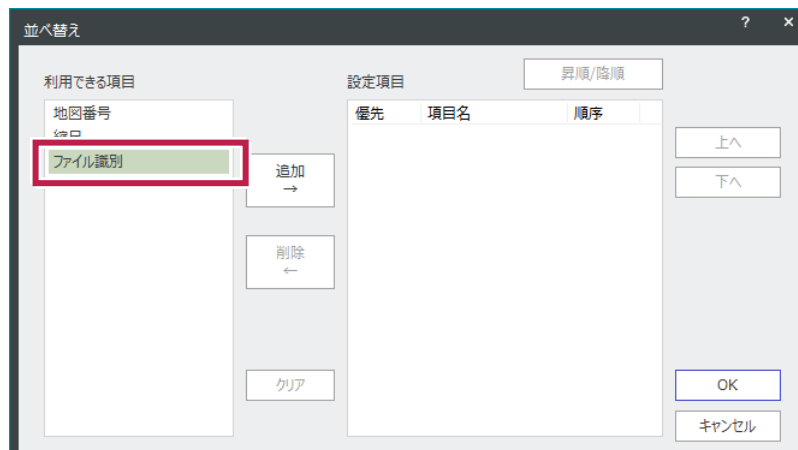 並べ替え
? ×
利用できる項目
設定項目
昇順/降順
地図番号
ファイル識別
追加
→
削除
←
クリア
優先 項目名 順序
上へ
下へ
OK
キャンセル